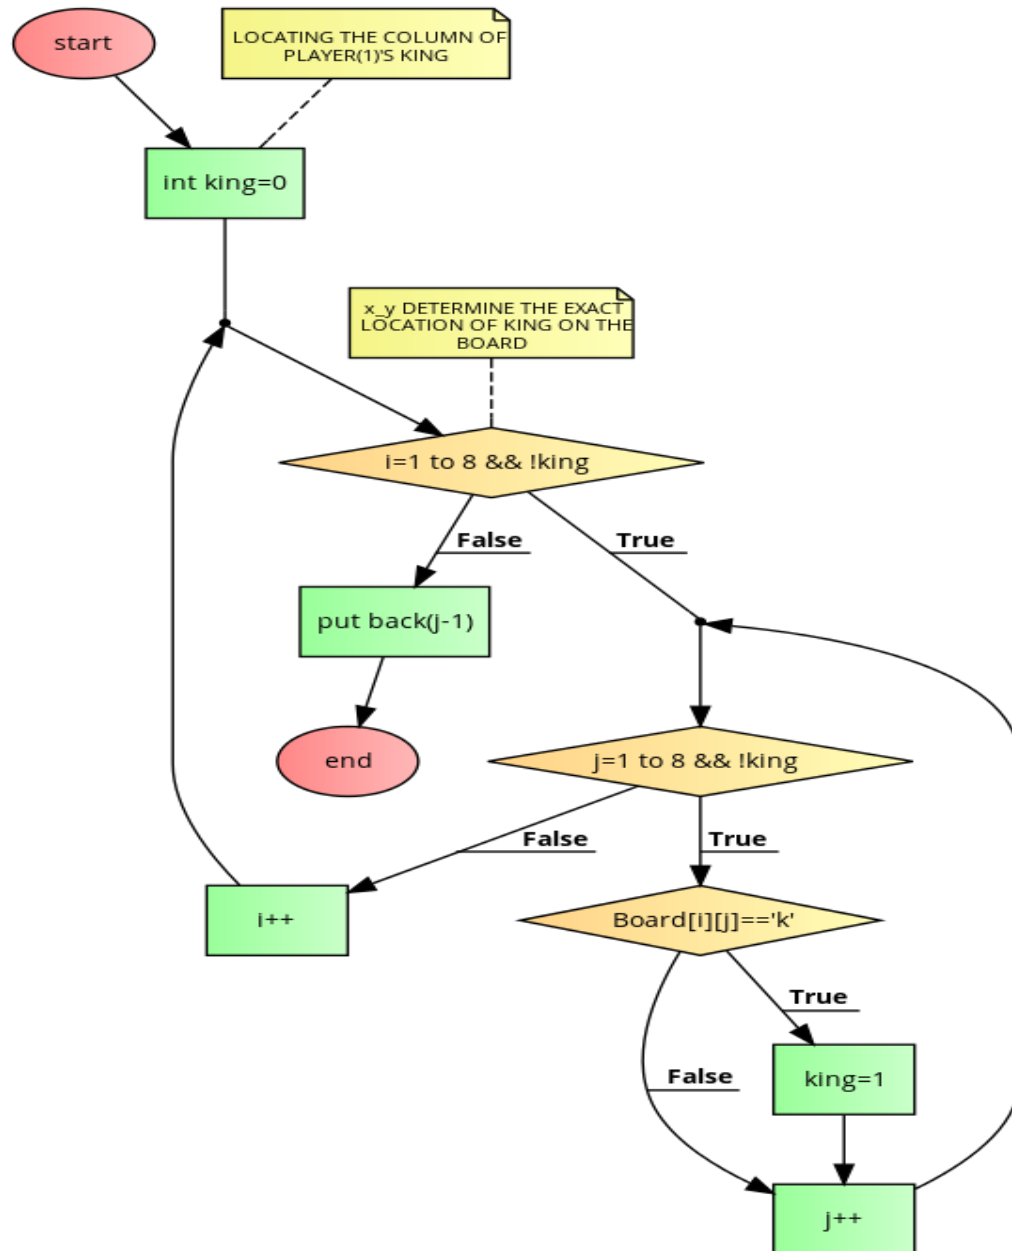 start
LOCATING THE COLUMN OF
PLAYER(1)'S KING
int king=0
x_y DETERMINE THE EXACT
LOCATION OF KING ON THE
BOARD
i=1 to 8 && !king
False
True
put back(j-1)
end
j=1 to 8 && !king
False
True
i++
Board[i][j]=='k'
True
False
king=1
j++